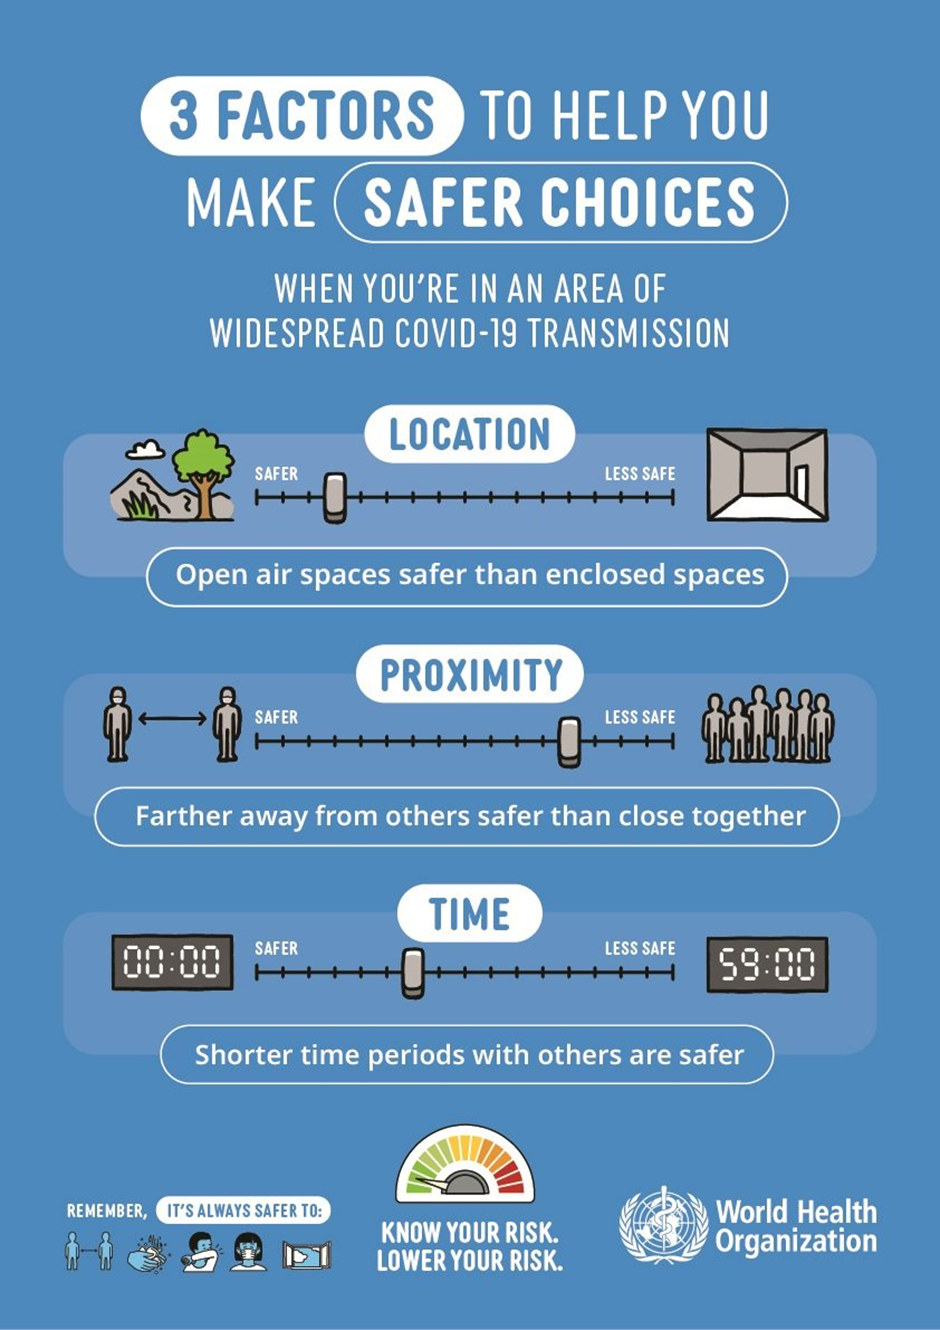 3 FACTORS TO HELP YOU
MAKE SAFER CHOICES
WHEN YOU'RE IN AN AREA OF
WIDESPREAD COVID-19 TRANSMISSION
LOCATION
SAFER
LESS SAFE
Open air spaces safer than enclosed spaces
PROXIMITY
SAFER
LESS SAFE
Farther away from others safer than close together
TIME
00:00
SAFER
LESS SAFE
59:00
Shorter time periods with others are safer
REMEMBER, IT'S ALWAYS SAFER TO:
KNOW YOUR RISK.
LOWER YOUR RISK.
World Health
Organization